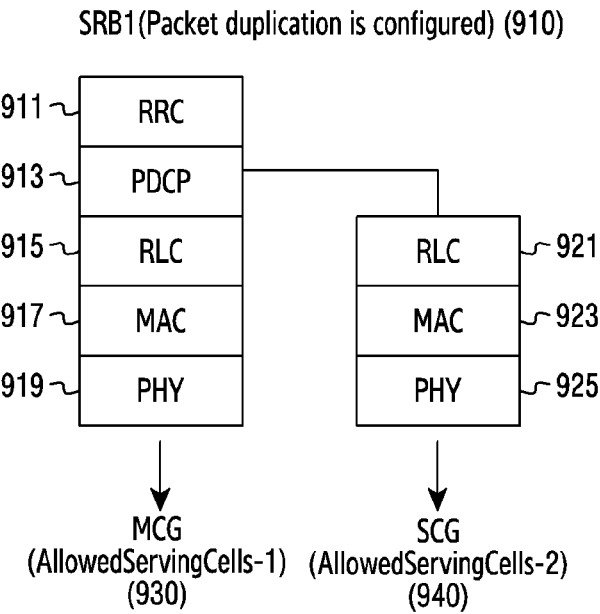 SRB1(Packet duplication is configured) (910)
911 RRC
913 PDCP
915 RLC RLC 921
917 MAC MAC 923
919 PHY PHY 925
MCG SCG
(AllowedServingCells-1) (AllowedServingCells-2)
(930) (940)